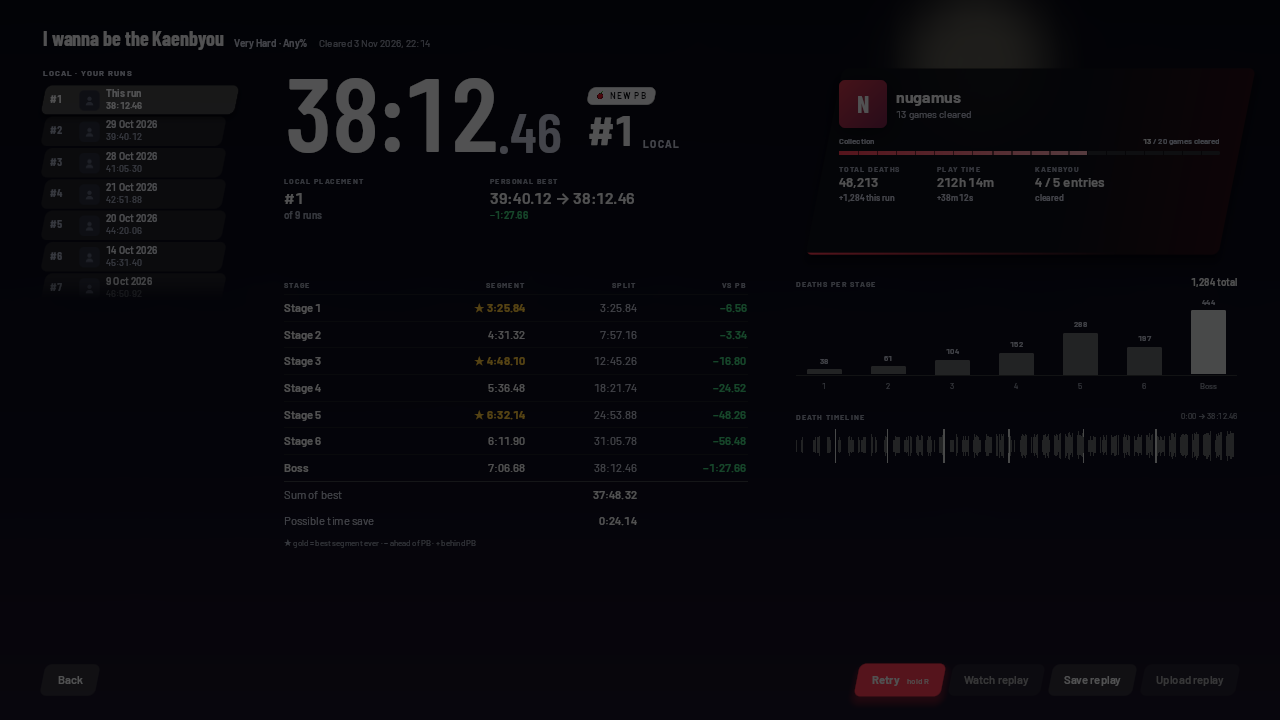 I wanna be the Kaenbyou Very Hard · Any% Cleared 3 Nov 2026, 22:14
LOCAL · YOUR RUNS
#1 This run
38:12.46
#2 29 Oct 2026
39:40.12
#3 28 Oct 2026
41:05.30
#4 21 Oct 2026
42:51.88
#5 20 Oct 2026
44:20.06
#6 14 Oct 2026
45:31.40
#7 9 Oct 2026
46:50.92
38:12.46
NEW PB
#1 LOCAL
LOCAL PLACEMENT
#1
of 9 runs
PERSONAL BEST
39:40.12 → 38:12.46
−1:27.66
N
nugamus
13 games cleared
Collection 13 / 20 games cleared
TOTAL DEATHS PLAY TIME KAENBYOU
48,213 212h 14m 4 / 5 entries
+1,284 this run +38m 12s cleared
STAGE SEGMENT SPLIT VS PB
Stage 1 ★ 3:25.84 3:25.84 −6.56
Stage 2 4:31.32 7:57.16 −3.34
Stage 3 ★ 4:48.10 12:45.26 −16.80
Stage 4 5:36.48 18:21.74 −24.52
Stage 5 ★ 6:32.14 24:53.88 −48.26
Stage 6 6:11.90 31:05.78 −56.48
Boss 7:06.68 38:12.46 −1:27.66
Sum of best 37:48.32
Possible time save 0:24.14
★ gold = best segment ever · − ahead of PB · + behind PB
DEATHS PER STAGE 1,284 total
38 61 104 152 288 197 444
1 2 3 4 5 6 Boss
DEATH TIMELINE 0:00 → 38:12.46
Back
Retry hold R
Watch replay
Save replay
Upload replay